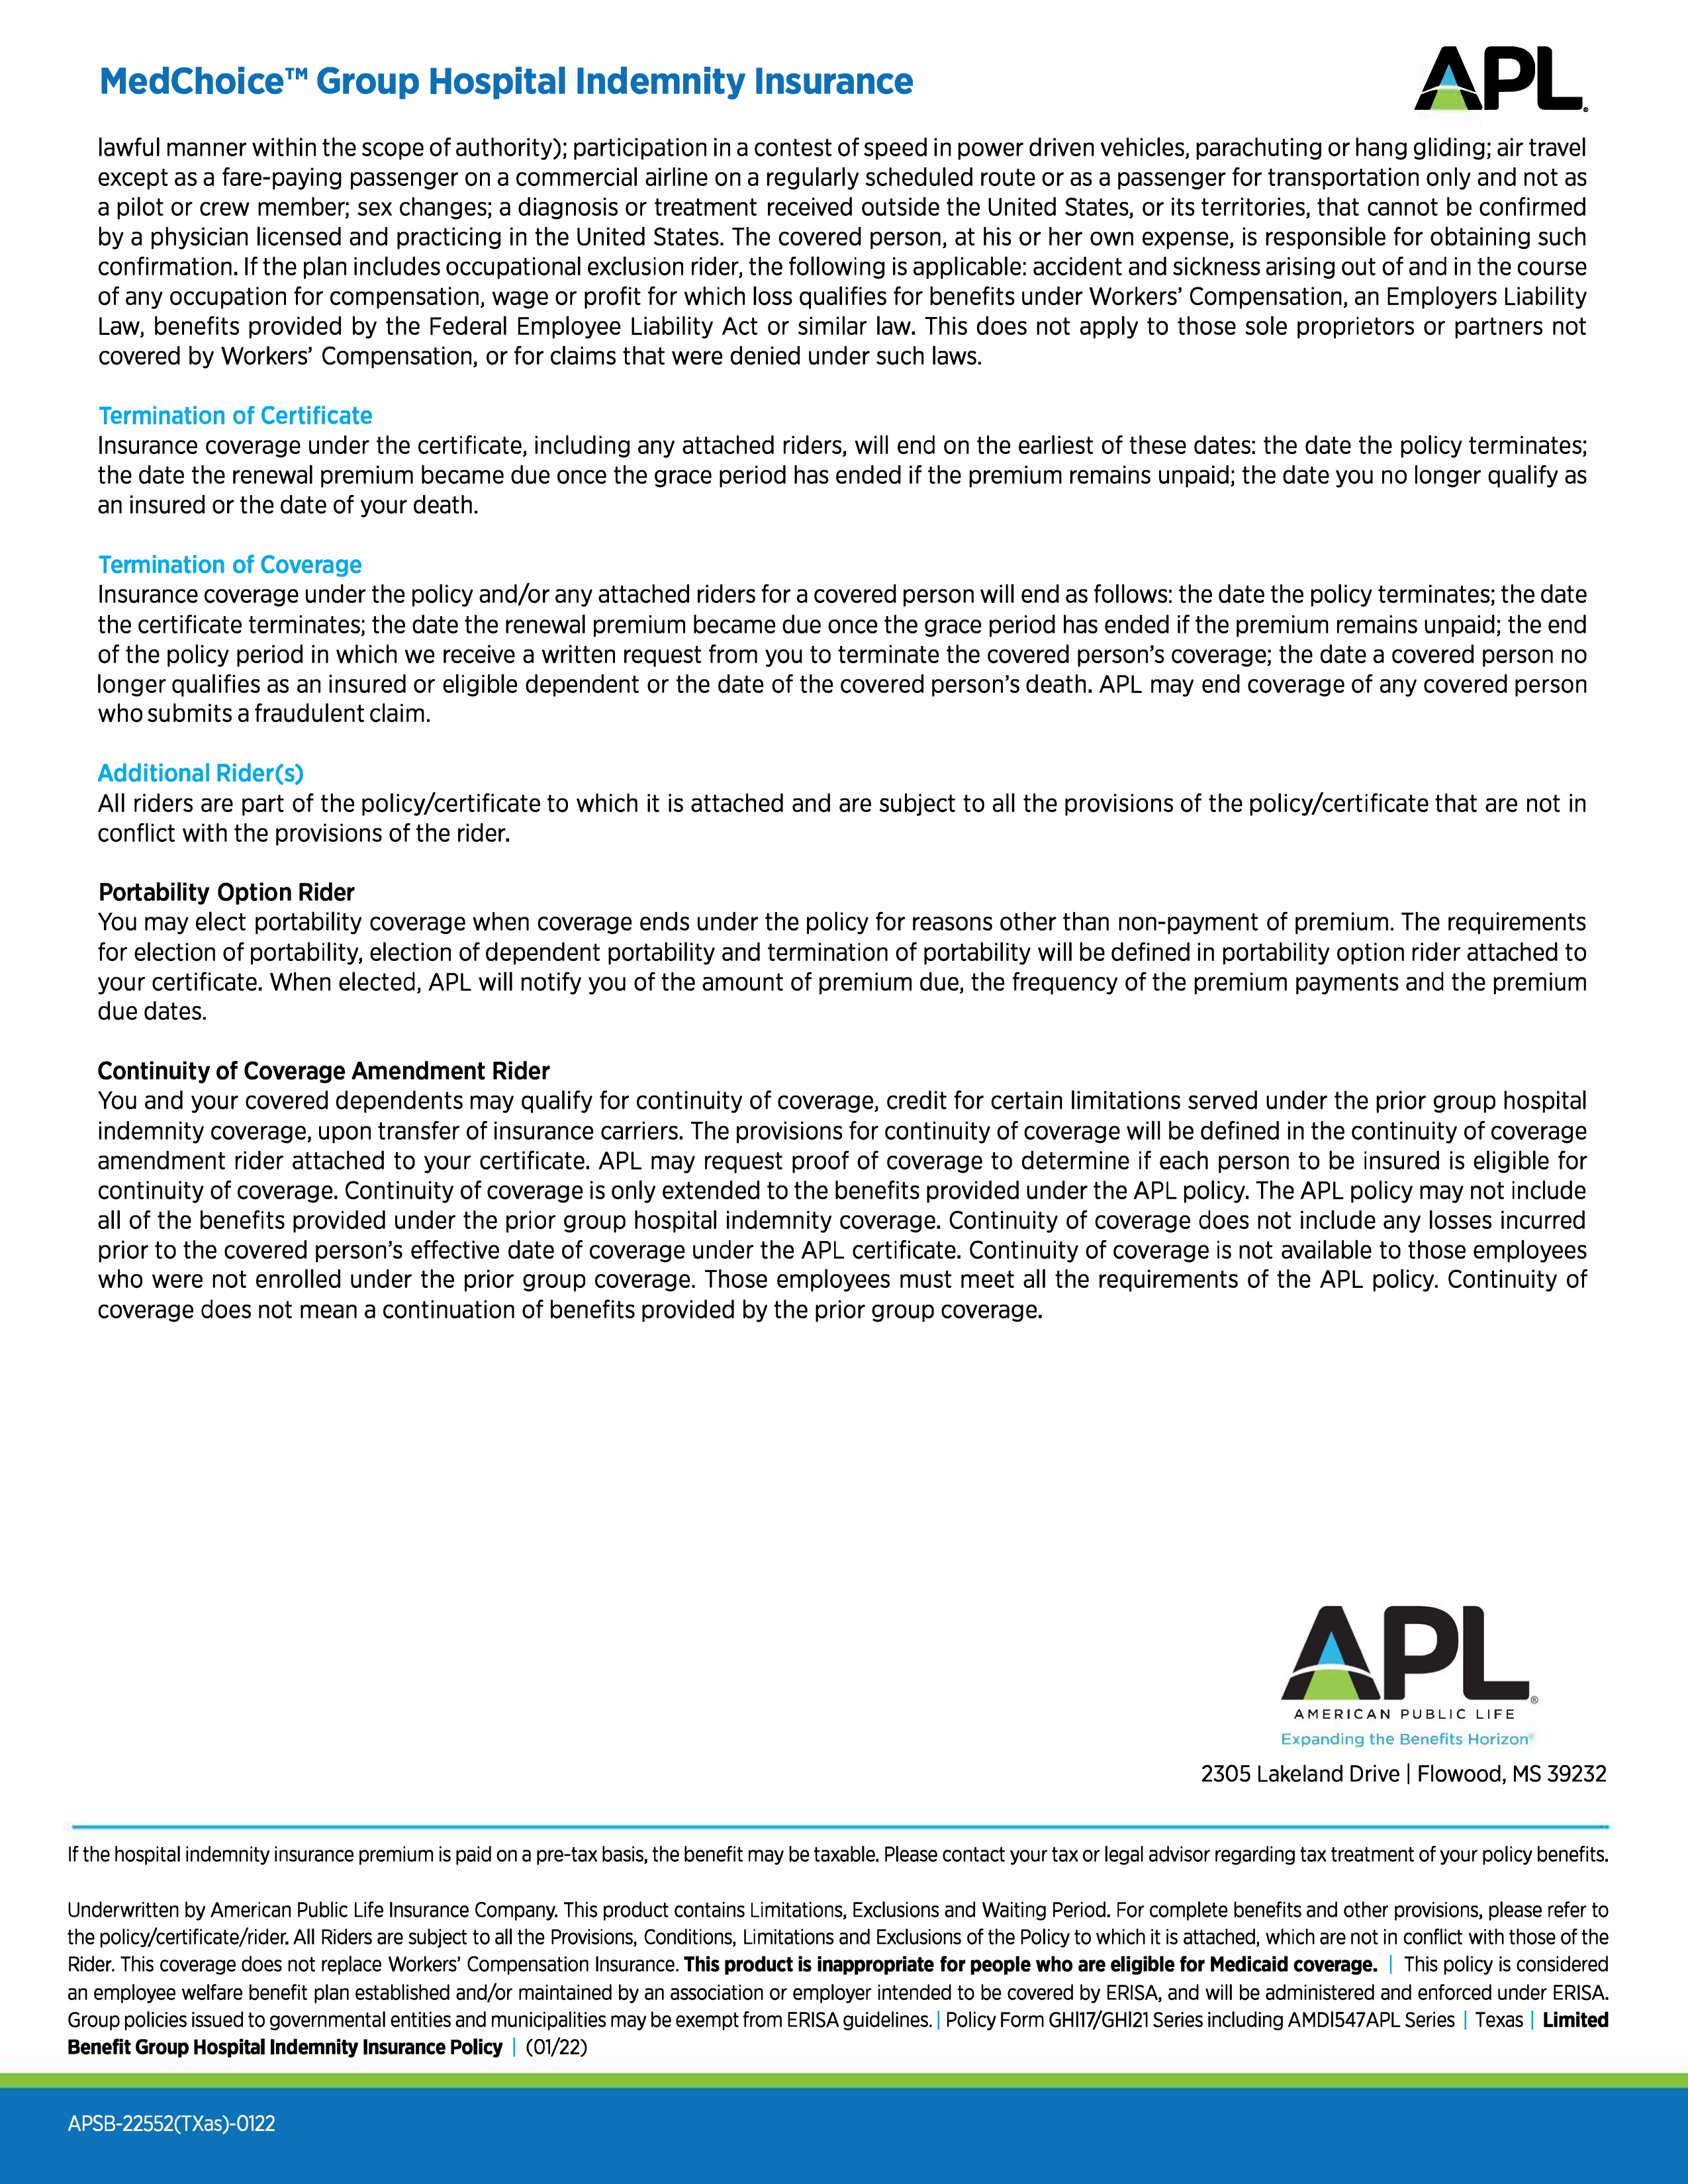 MedChoice™ Group Hospital Indemnity Insurance
APL®
lawful manner within the scope of authority); participation in a contest of speed in power driven vehicles, parachuting or hang gliding; air travel
except as a fare-paying passenger on a commercial airline on a regularly scheduled route or as a passenger for transportation only and not as
a pilot or crew member; sex changes; a diagnosis or treatment received outside the United States, or its territories, that cannot be confirmed
by a physician licensed and practicing in the United States. The covered person, at his or her own expense, is responsible for obtaining such
confirmation. If the plan includes occupational exclusion rider, the following is applicable: accident and sickness arising out of and in the course
of any occupation for compensation, wage or profit for which loss qualifies for benefits under Workers’ Compensation, an Employers Liability
Law, benefits provided by the Federal Employee Liability Act or similar law. This does not apply to those sole proprietors or partners not
covered by Workers’ Compensation, or for claims that were denied under such laws.
Termination of Certificate
Insurance coverage under the certificate, including any attached riders, will end on the earliest of these dates: the date the policy terminates;
the date the renewal premium became due once the grace period has ended if the premium remains unpaid; the date you no longer qualify as
an insured or the date of your death.
Termination of Coverage
Insurance coverage under the policy and/or any attached riders for a covered person will end as follows: the date the policy terminates; the date
the certificate terminates; the date the renewal premium became due once the grace period has ended if the premium remains unpaid; the end
of the policy period in which we receive a written request from you to terminate the covered person’s coverage; the date a covered person no
longer qualifies as an insured or eligible dependent or the date of the covered person’s death. APL may end coverage of any covered person
who submits a fraudulent claim.
Additional Rider(s)
All riders are part of the policy/certificate to which it is attached and are subject to all the provisions of the policy/certificate that are not in
conflict with the provisions of the rider.
Portability Option Rider
You may elect portability coverage when coverage ends under the policy for reasons other than non-payment of premium. The requirements
for election of portability, election of dependent portability and termination of portability will be defined in portability option rider attached to
your certificate. When elected, APL will notify you of the amount of premium due, the frequency of the premium payments and the premium
due dates.
Continuity of Coverage Amendment Rider
You and your covered dependents may qualify for continuity of coverage, credit for certain limitations served under the prior group hospital
indemnity coverage, upon transfer of insurance carriers. The provisions for continuity of coverage will be defined in the continuity of coverage
amendment rider attached to your certificate. APL may request proof of coverage to determine if each person to be insured is eligible for
continuity of coverage. Continuity of coverage is only extended to the benefits provided under the APL policy. The APL policy may not include
all of the benefits provided under the prior group hospital indemnity coverage. Continuity of coverage does not include any losses incurred
prior to the covered person’s effective date of coverage under the APL certificate. Continuity of coverage is not available to those employees
who were not enrolled under the prior group coverage. Those employees must meet all the requirements of the APL policy. Continuity of
coverage does not mean a continuation of benefits provided by the prior group coverage.
APL®
AMERICAN PUBLIC LIFE
Expanding the Benefits Horizon®
2305 Lakeland Drive | Flowood, MS 39232
If the hospital indemnity insurance premium is paid on a pre-tax basis, the benefit may be taxable. Please contact your tax or legal advisor regarding tax treatment of your policy benefits.
Underwritten by American Public Life Insurance Company. This product contains Limitations, Exclusions and Waiting Period. For complete benefits and other provisions, please refer to
the policy/certificate/rider. All Riders are subject to all the Provisions, Conditions, Limitations and Exclusions of the Policy to which it is attached, which are not in conflict with those of the
Rider. This coverage does not replace Workers’ Compensation Insurance. This product is inappropriate for people who are eligible for Medicaid coverage. | This policy is considered
an employee welfare benefit plan established and/or maintained by an association or employer intended to be covered by ERISA, and will be administered and enforced under ERISA.
Group policies issued to governmental entities and municipalities may be exempt from ERISA guidelines. | Policy Form GHI17/GHI21 Series including AMDI547APL Series | Texas | Limited
Benefit Group Hospital Indemnity Insurance Policy | (01/22)
APSB-22552(TXas)-0122